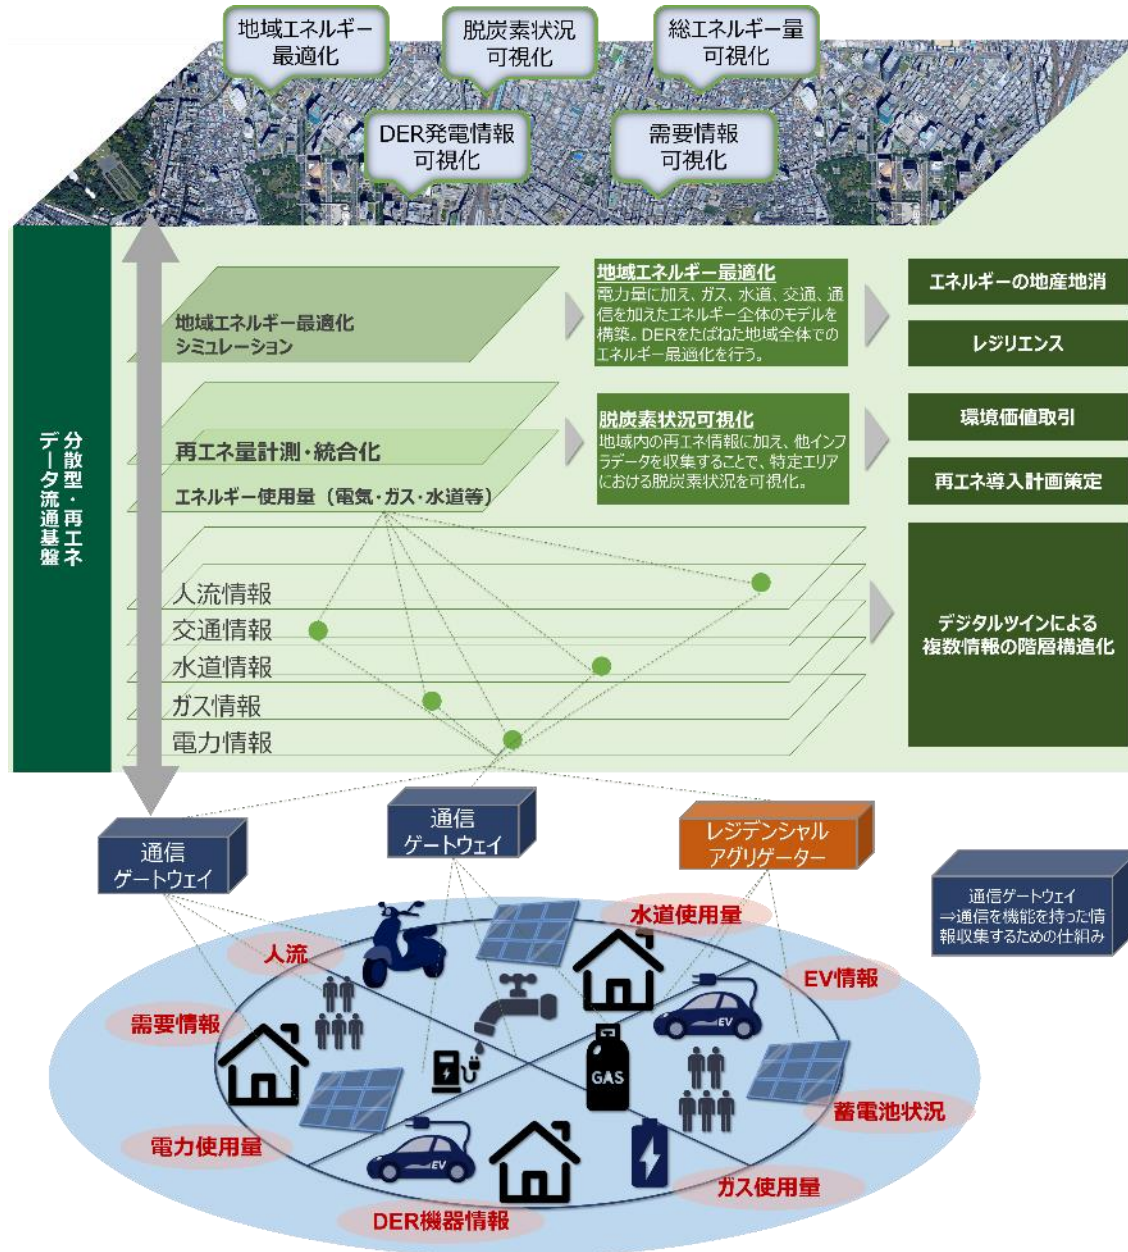 地域エネルギー
最適化
脱炭素状況
可視化
総エネルギー量
可視化
DER発電情報
可視化
需要情報
可視化
分散型・再エネ
データ流通基盤
地域エネルギー最適化
シミュレーション
地域エネルギー最適化
電力量に加え、ガス、水道、交通、通
信を加えたエネルギー全体のモデルを
構築。DERをたばねた地域全体での
エネルギー最適化を行う。
エネルギーの地産地消
レジリエンス
再エネ量計測・統合化
エネルギー使用量（電気・ガス・水道等）
脱炭素状況可視化
地域内の再エネ情報に加え、他インフ
ラデータを収集することで、特定エリア
における脱炭素状況を可視化。
環境価値取引
再エネ導入計画策定
人流情報
交通情報
水道情報
ガス情報
電力情報
デジタルツインによる
複数情報の階層構造化
通信
ゲートウェイ
通信
ゲートウェイ
レジデンシャル
アグリゲーター
通信ゲートウェイ
⇒通信を機能を持った情
報収集するための仕組み
水道使用量
人流
EV情報
需要情報
EV
GAS
蓄電池状況
電力使用量
EV
ガス使用量
DER機器情報